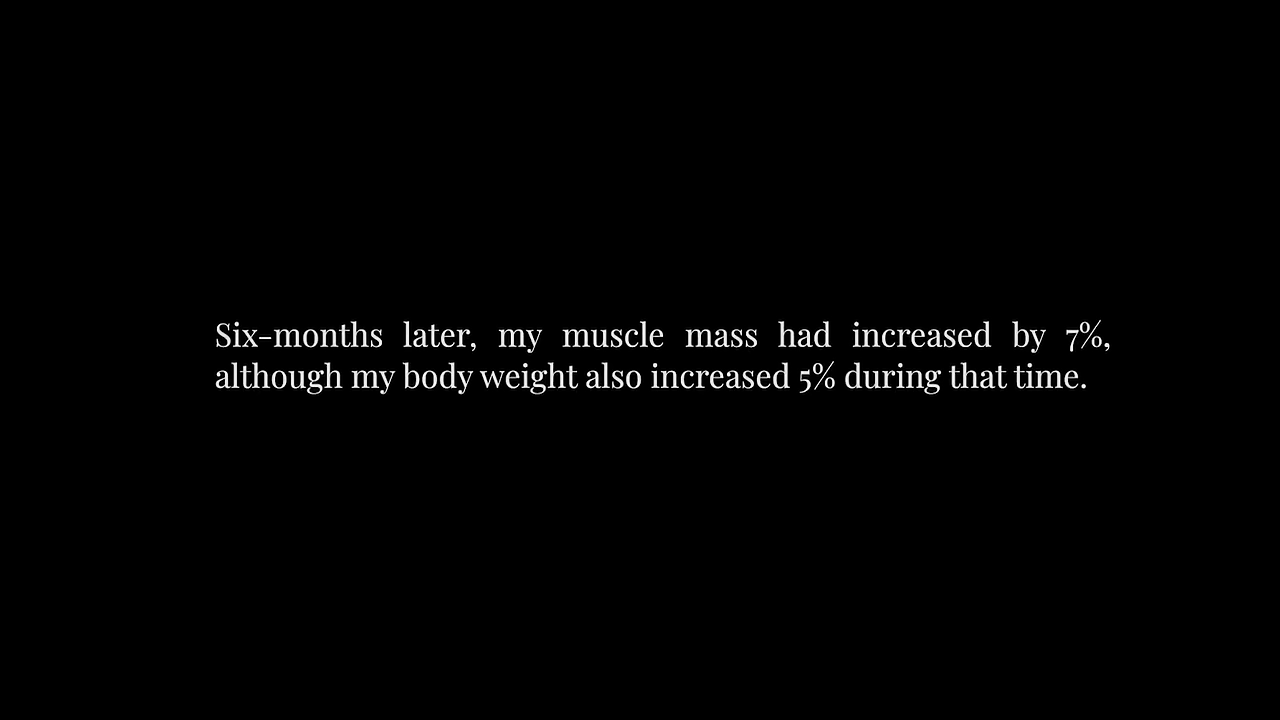 Six-months later, my muscle mass had increased by 7%,
although my body weight also increased 5% during that time.